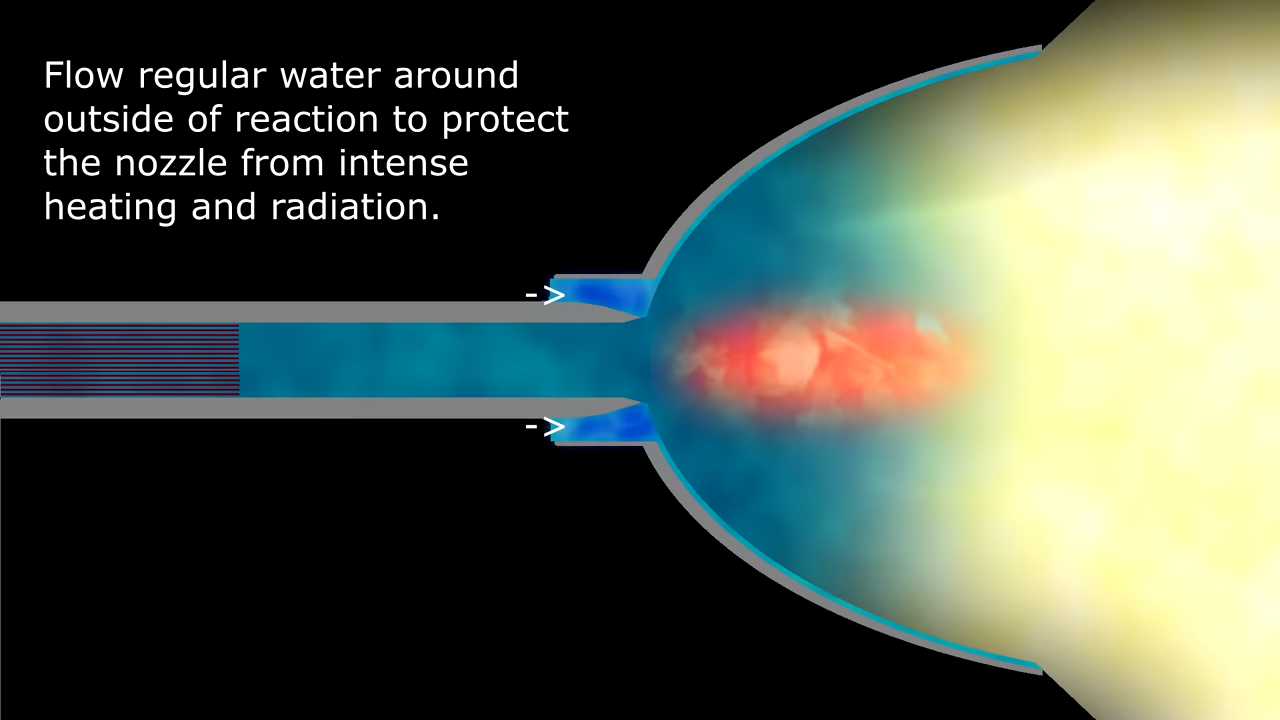 Flow regular water around
outside of reaction to protect
the nozzle from intense
heating and radiation.
->
->